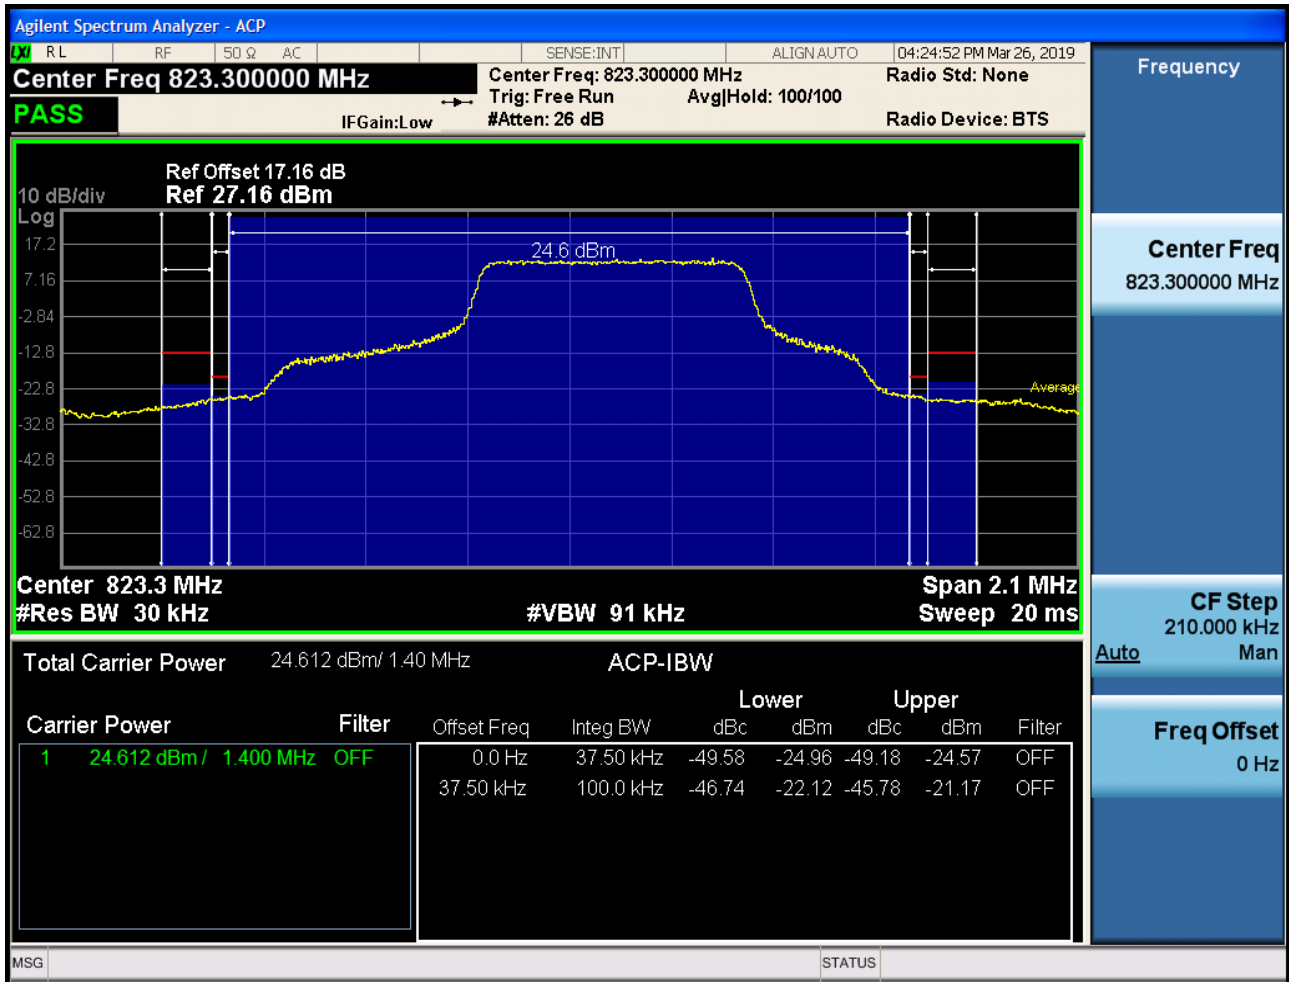 Agilent Spectrum Analyzer - ACP
LXI RL RF 50 Ω AC SENSE:INT ALIGN AUTO 04:24:52 PM Mar 26, 2019
Center Freq 823.300000 MHz
Center Freq: 823.300000 MHz Radio Std: None
Trig: Free Run Avg|Hold: 100/100
PASS
IFGain:Low #Atten: 26 dB Radio Device: BTS
Ref Offset 17.16 dB
10 dB/div Ref 27.16 dBm
Log
17.2
24.6 dBm
7.16
-2.84
-12.8
-22.8
Average
-32.8
-42.8
-52.8
-62.8
Center 823.3 MHz Span 2.1 MHz
#Res BW 30 kHz #VBW 91 kHz Sweep 20 ms
Total Carrier Power 24.612 dBm/ 1.40 MHz ACP-IBW
Lower Upper
Carrier Power Filter Offset Freq Integ BW dBc dBm dBc dBm Filter
1 24.612 dBm / 1.400 MHz OFF 0.0 Hz 37.50 kHz -49.58 -24.96 -49.18 -24.57 OFF
37.50 kHz 100.0 kHz -46.74 -22.12 -45.78 -21.17 OFF
MSG STATUS
Frequency
Center Freq
823.300000 MHz
CF Step
210.000 kHz
Auto Man
Freq Offset
0 Hz